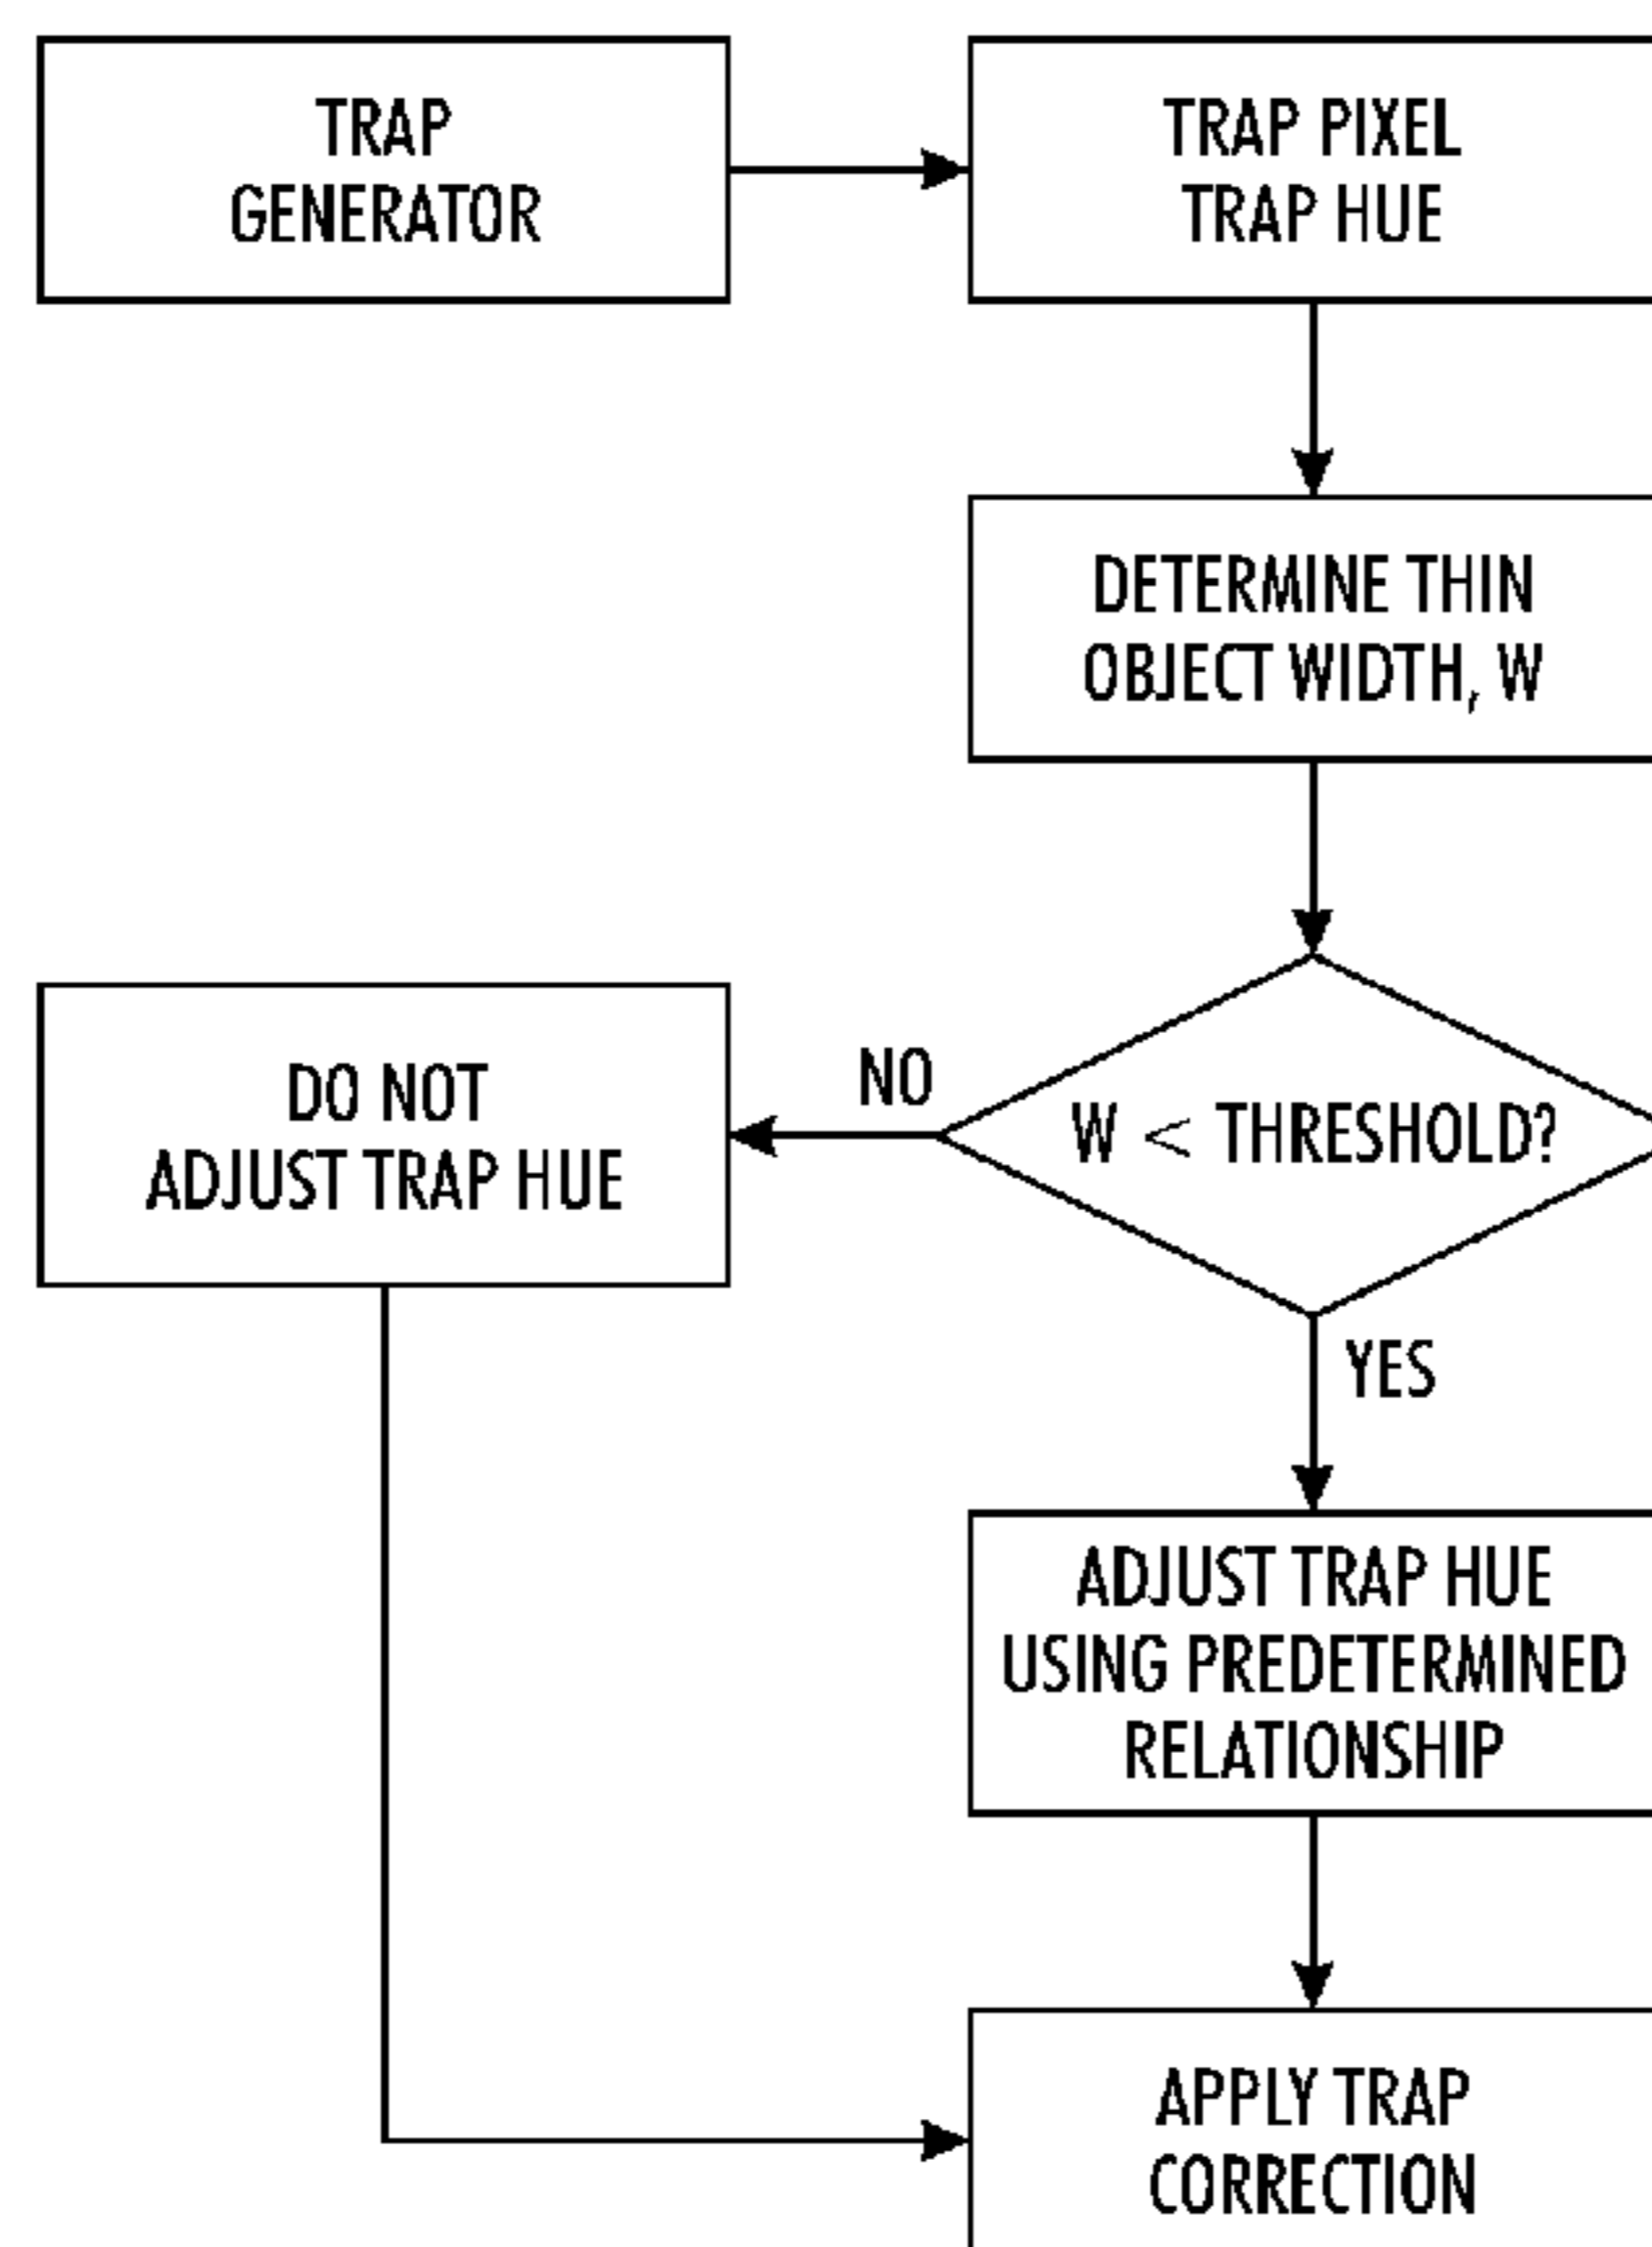 TRAP
GENERATOR
TRAP PIXEL
TRAP HUE
DETERMINE THIN
OBJECT WIDTH, W
DO NOT
ADJUST TRAP HUE
NO
W < THRESHOLD?
YES
ADJUST TRAP HUE
USING PREDETERMINED
RELATIONSHIP
APPLY TRAP
CORRECTION